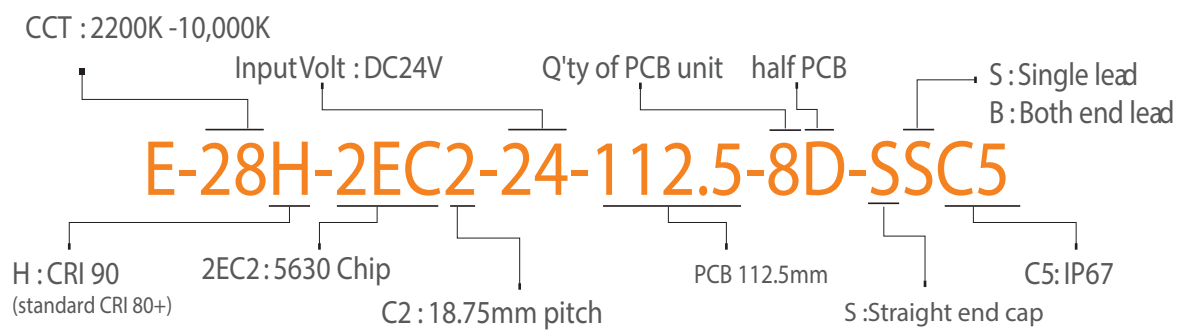 CCT : 2200K -10,000K
Input Volt : DC24V
Q'ty of PCB unit
half PCB
S : Single lead
B : Both end lead
E-28H-2EC2-24-112.5-8D-SSC5
H : CRI 90
(standard CRI 80+)
2EC2 : 5630 Chip
C2 : 18.75mm pitch
PCB 112.5mm
S :Straight end cap
C5: IP67